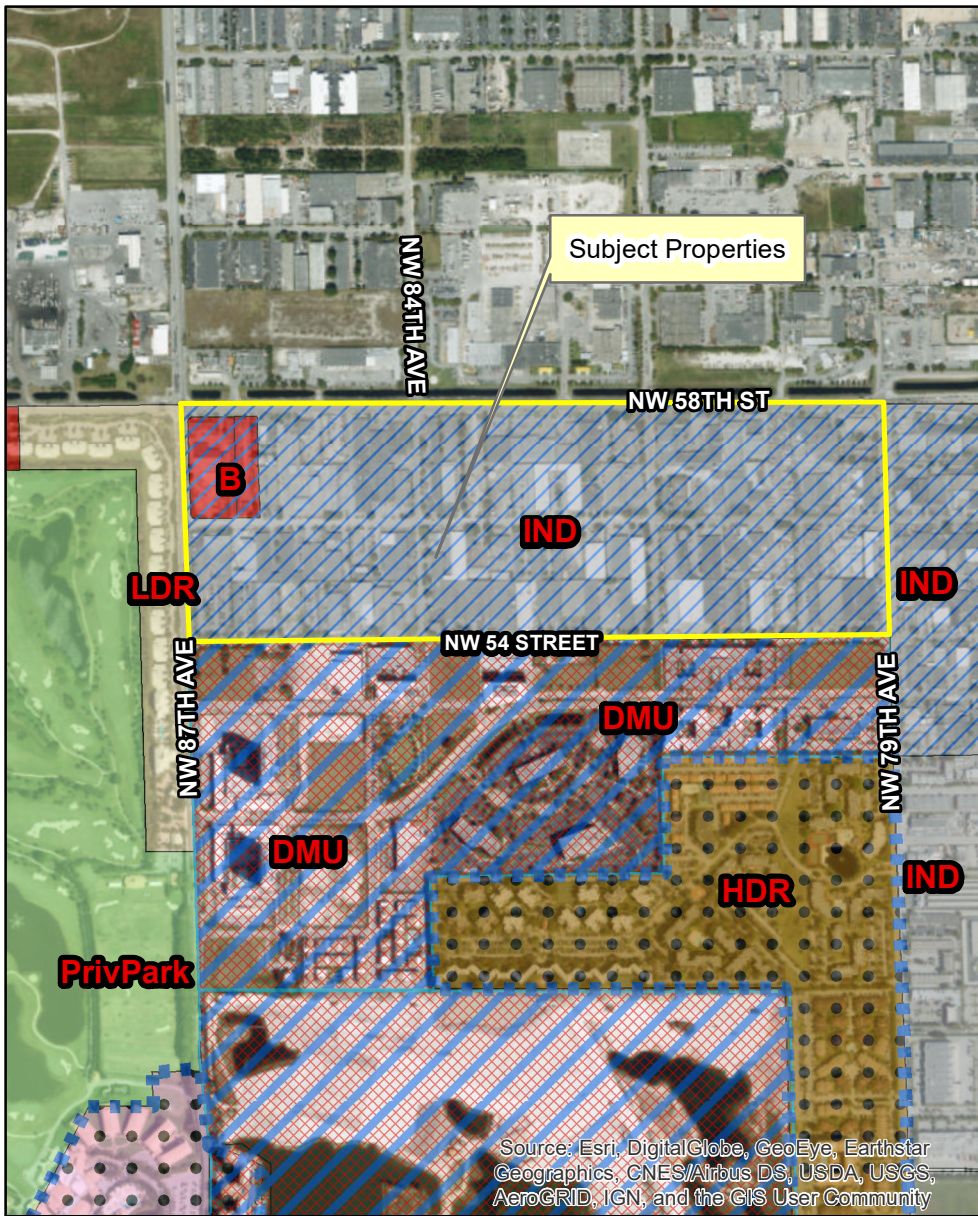 NW 84TH AVE
Subject Properties
NW 58TH ST
B
IND
LDR
IND
NW 54 STREET
NW 87TH AVE
NW 79TH AVE
DMU
DMU
HDR
IND
PrivPark
Source: Esri, DigitalGlobe, GeoEye, Earthstar
Geographics, CNES/Airbus DS, USDA, USGS,
AeroGRID, IGN, and the GIS User Community